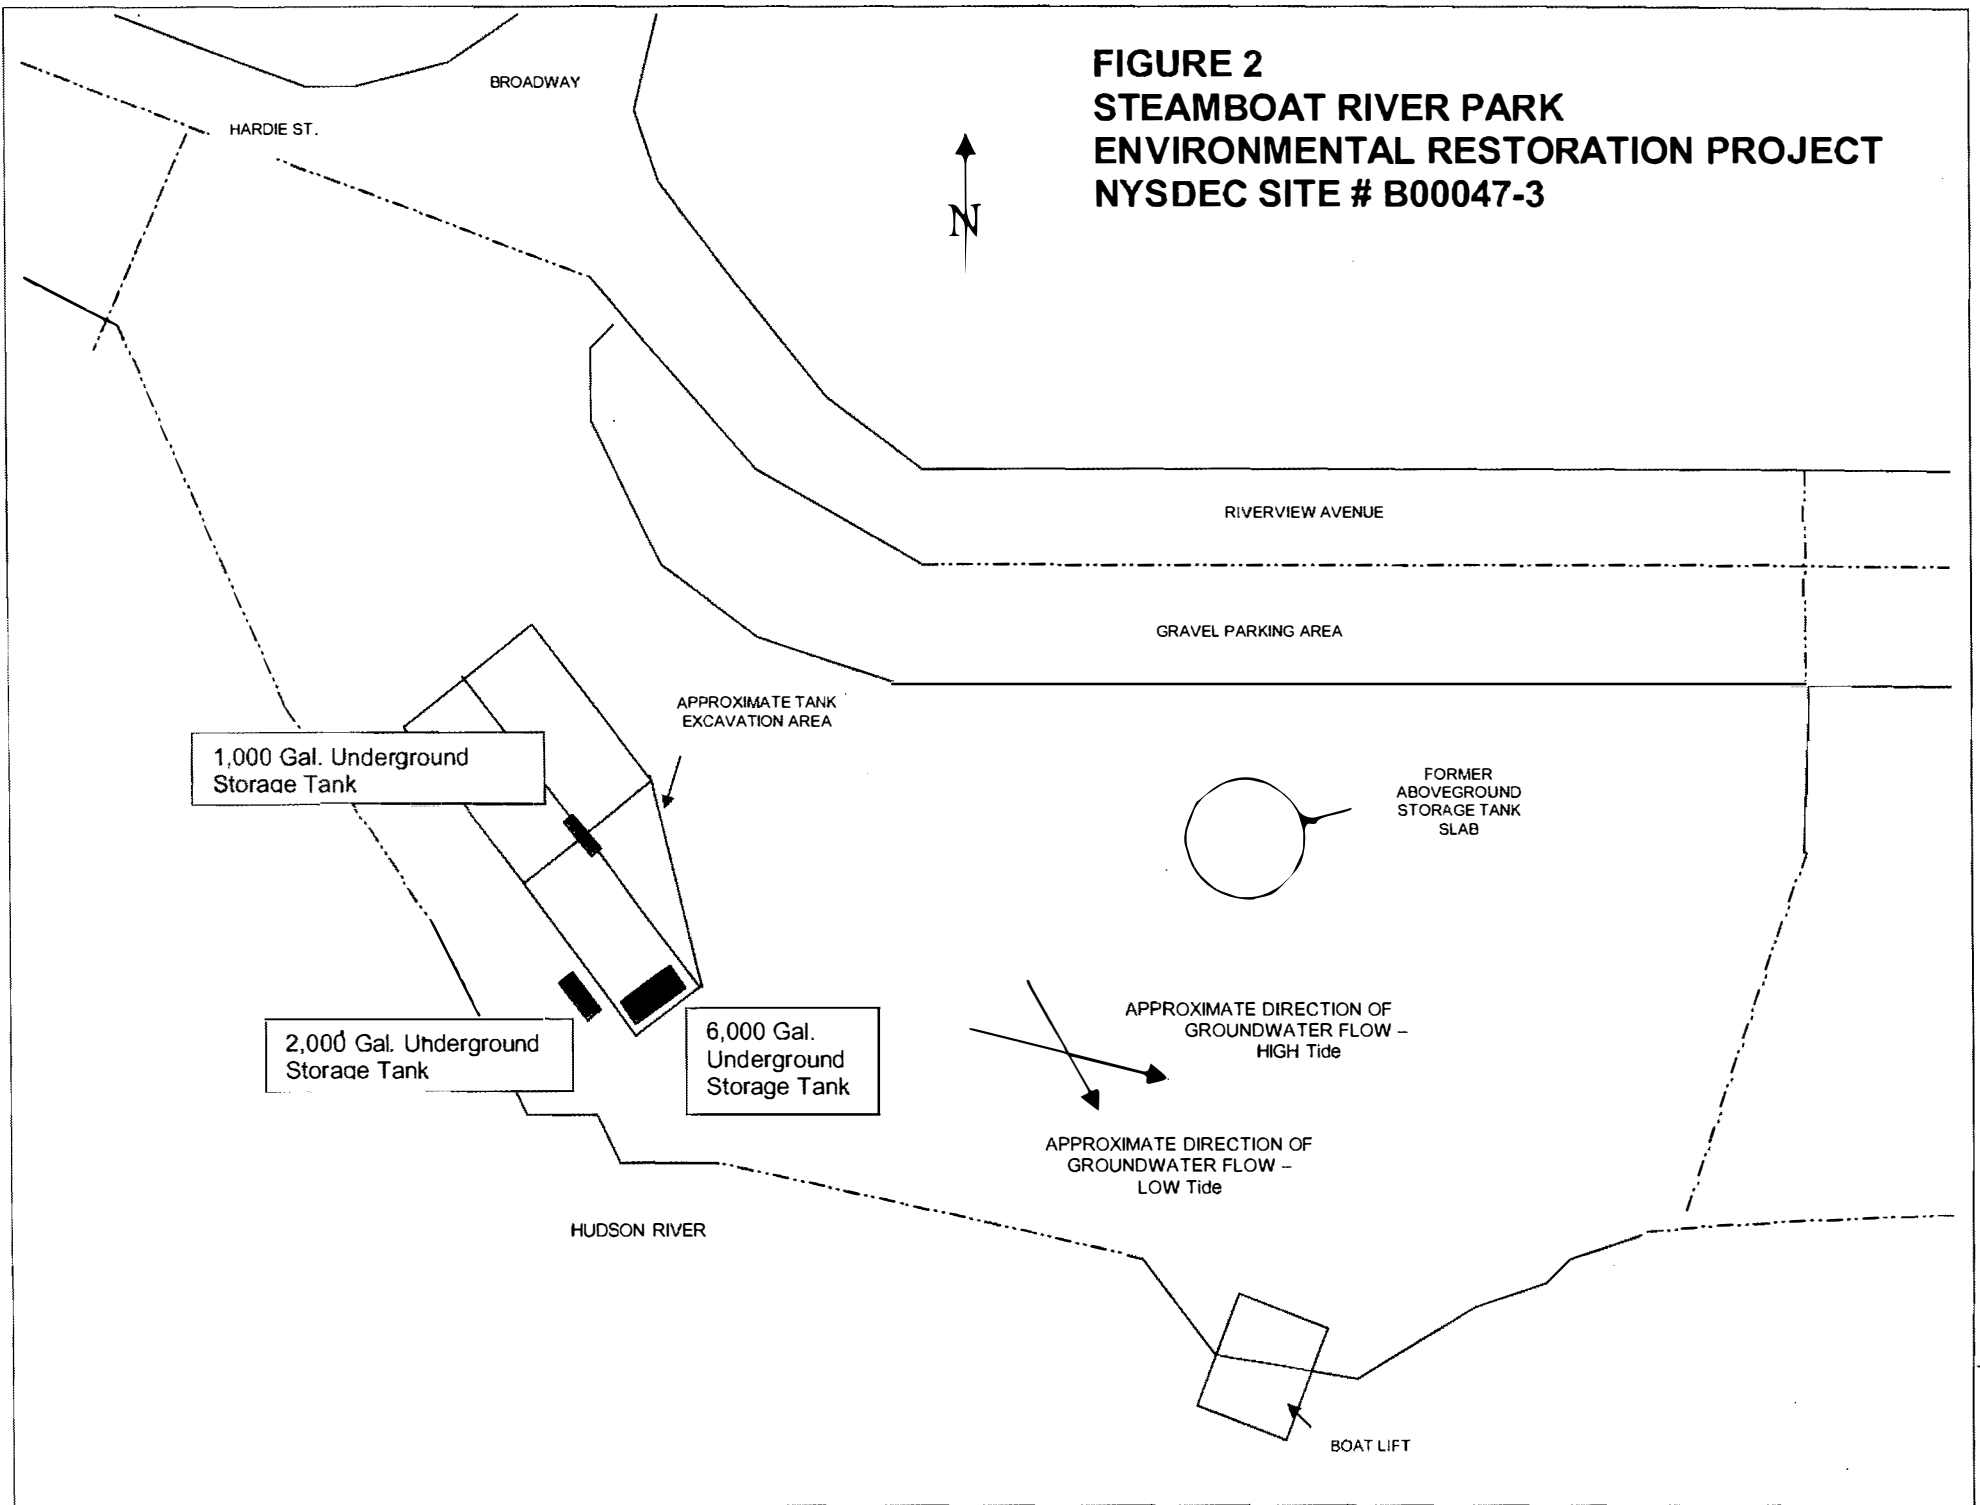 FIGURE 2
STEAMBOAT RIVER PARK
ENVIRONMENTAL RESTORATION PROJECT
NYSDEC SITE # B00047-3
BROADWAY
HARDIE ST.
N
RIVERVIEW AVENUE
GRAVEL PARKING AREA
APPROXIMATE TANK
EXCAVATION AREA
1,000 Gal. Underground
Storage Tank
FORMER
ABOVEGROUND
STORAGE TANK
SLAB
APPROXIMATE DIRECTION OF
GROUNDWATER FLOW –
HIGH Tide
2,000 Gal. Underground
Storage Tank
6,000 Gal.
Underground
Storage Tank
APPROXIMATE DIRECTION OF
GROUNDWATER FLOW –
LOW Tide
HUDSON RIVER
BOAT LIFT